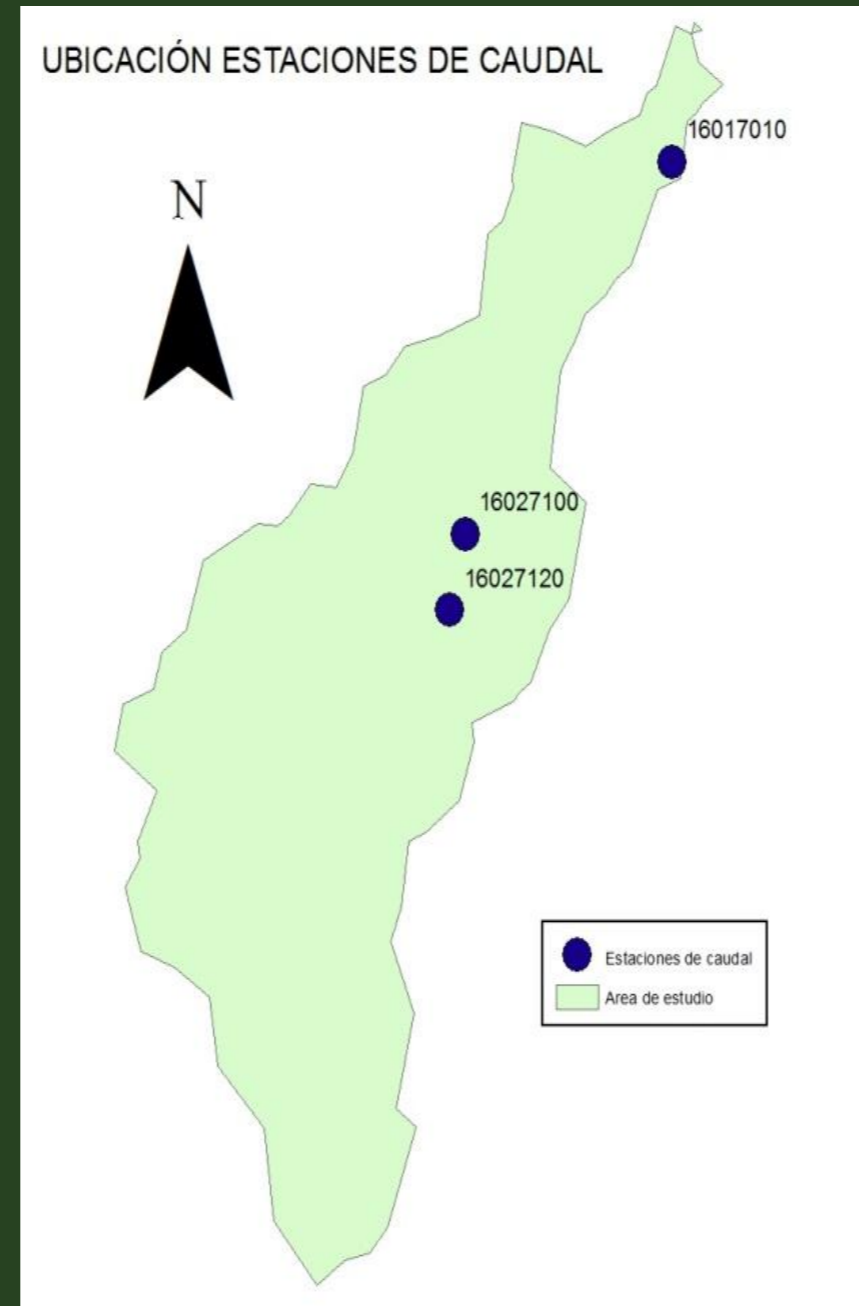 UBICACIÓN ESTACIONES DE CAUDAL
16017010
N
16027100
16027120
Estaciones de caudal
Area de estudio